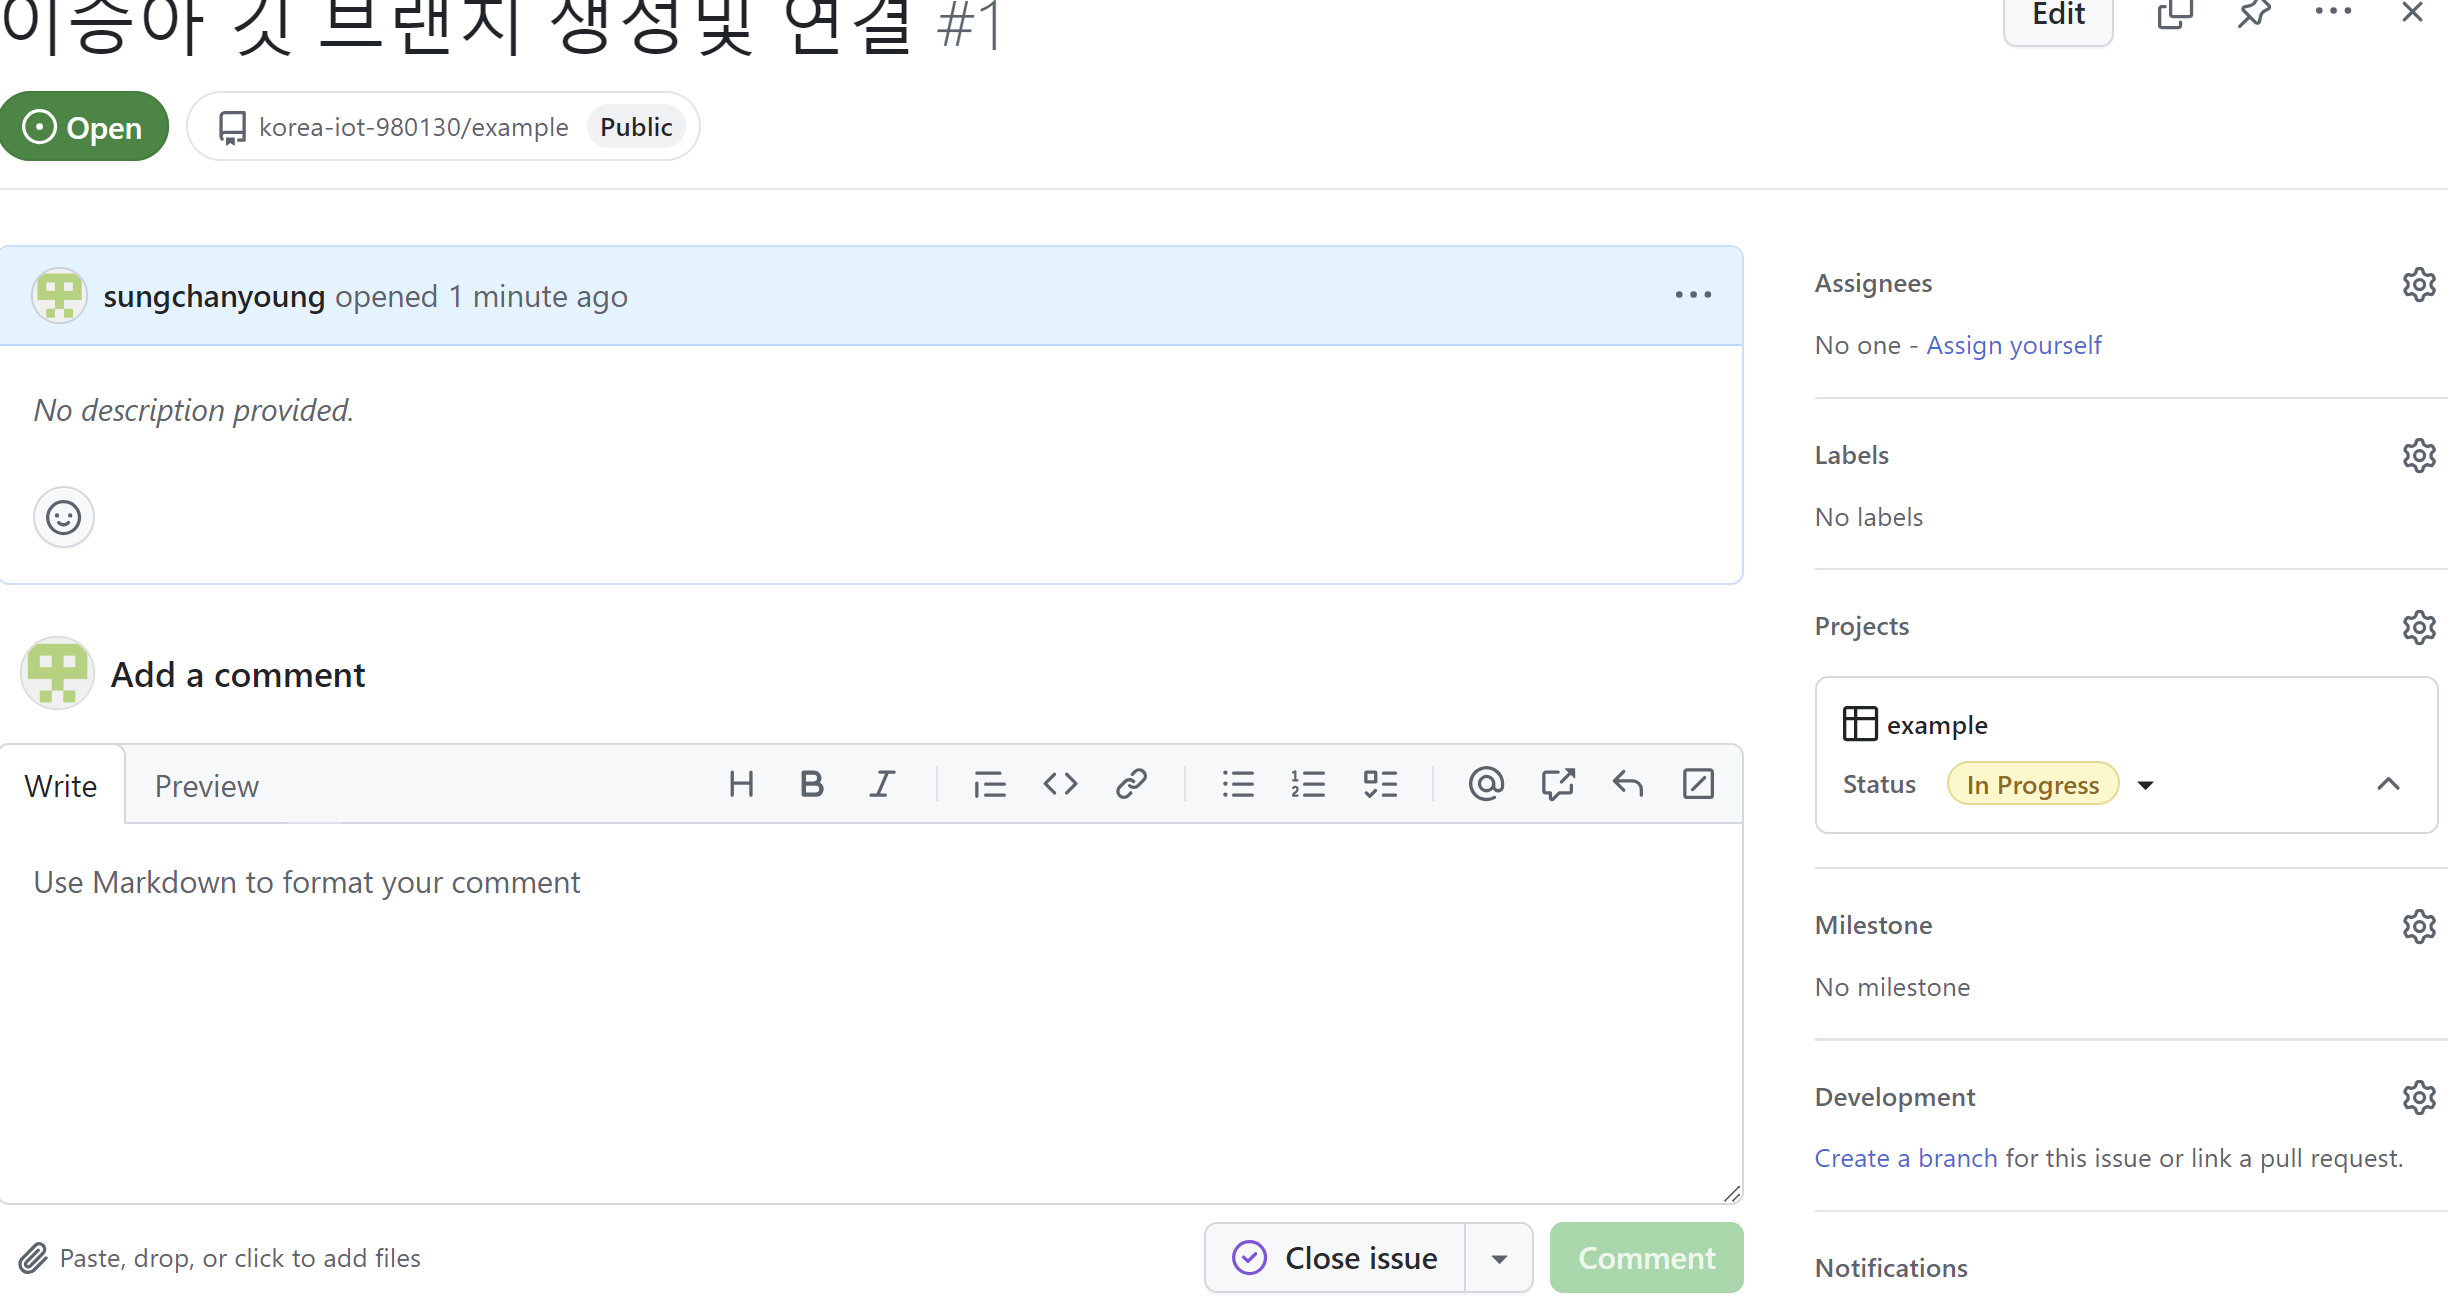 이승아 깃 브랜치 생성및 연결 #1
Edit
Open
korea-iot-980130/example Public
sungchanyoung opened 1 minute ago
No description provided.
Add a comment
Write Preview
Use Markdown to format your comment
Paste, drop, or click to add files
Close issue
Comment
Assignees
No one - Assign yourself
Labels
No labels
Projects
example
Status In Progress
Milestone
No milestone
Development
Create a branch for this issue or link a pull request.
Notifications